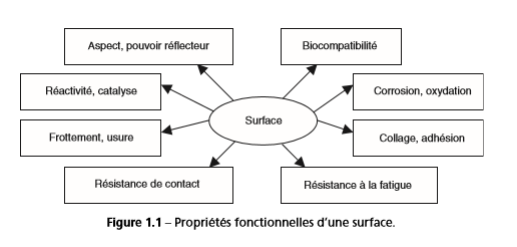 Aspect, pouvoir réflecteur
Biocompatibilité
Réactivité, catalyse
Corrosion, oxydation
Surface
Frottement, usure
Collage, adhésion
Résistance de contact
Résistance à la fatigue
Figure 1.1 – Propriétés fonctionnelles d'une surface.